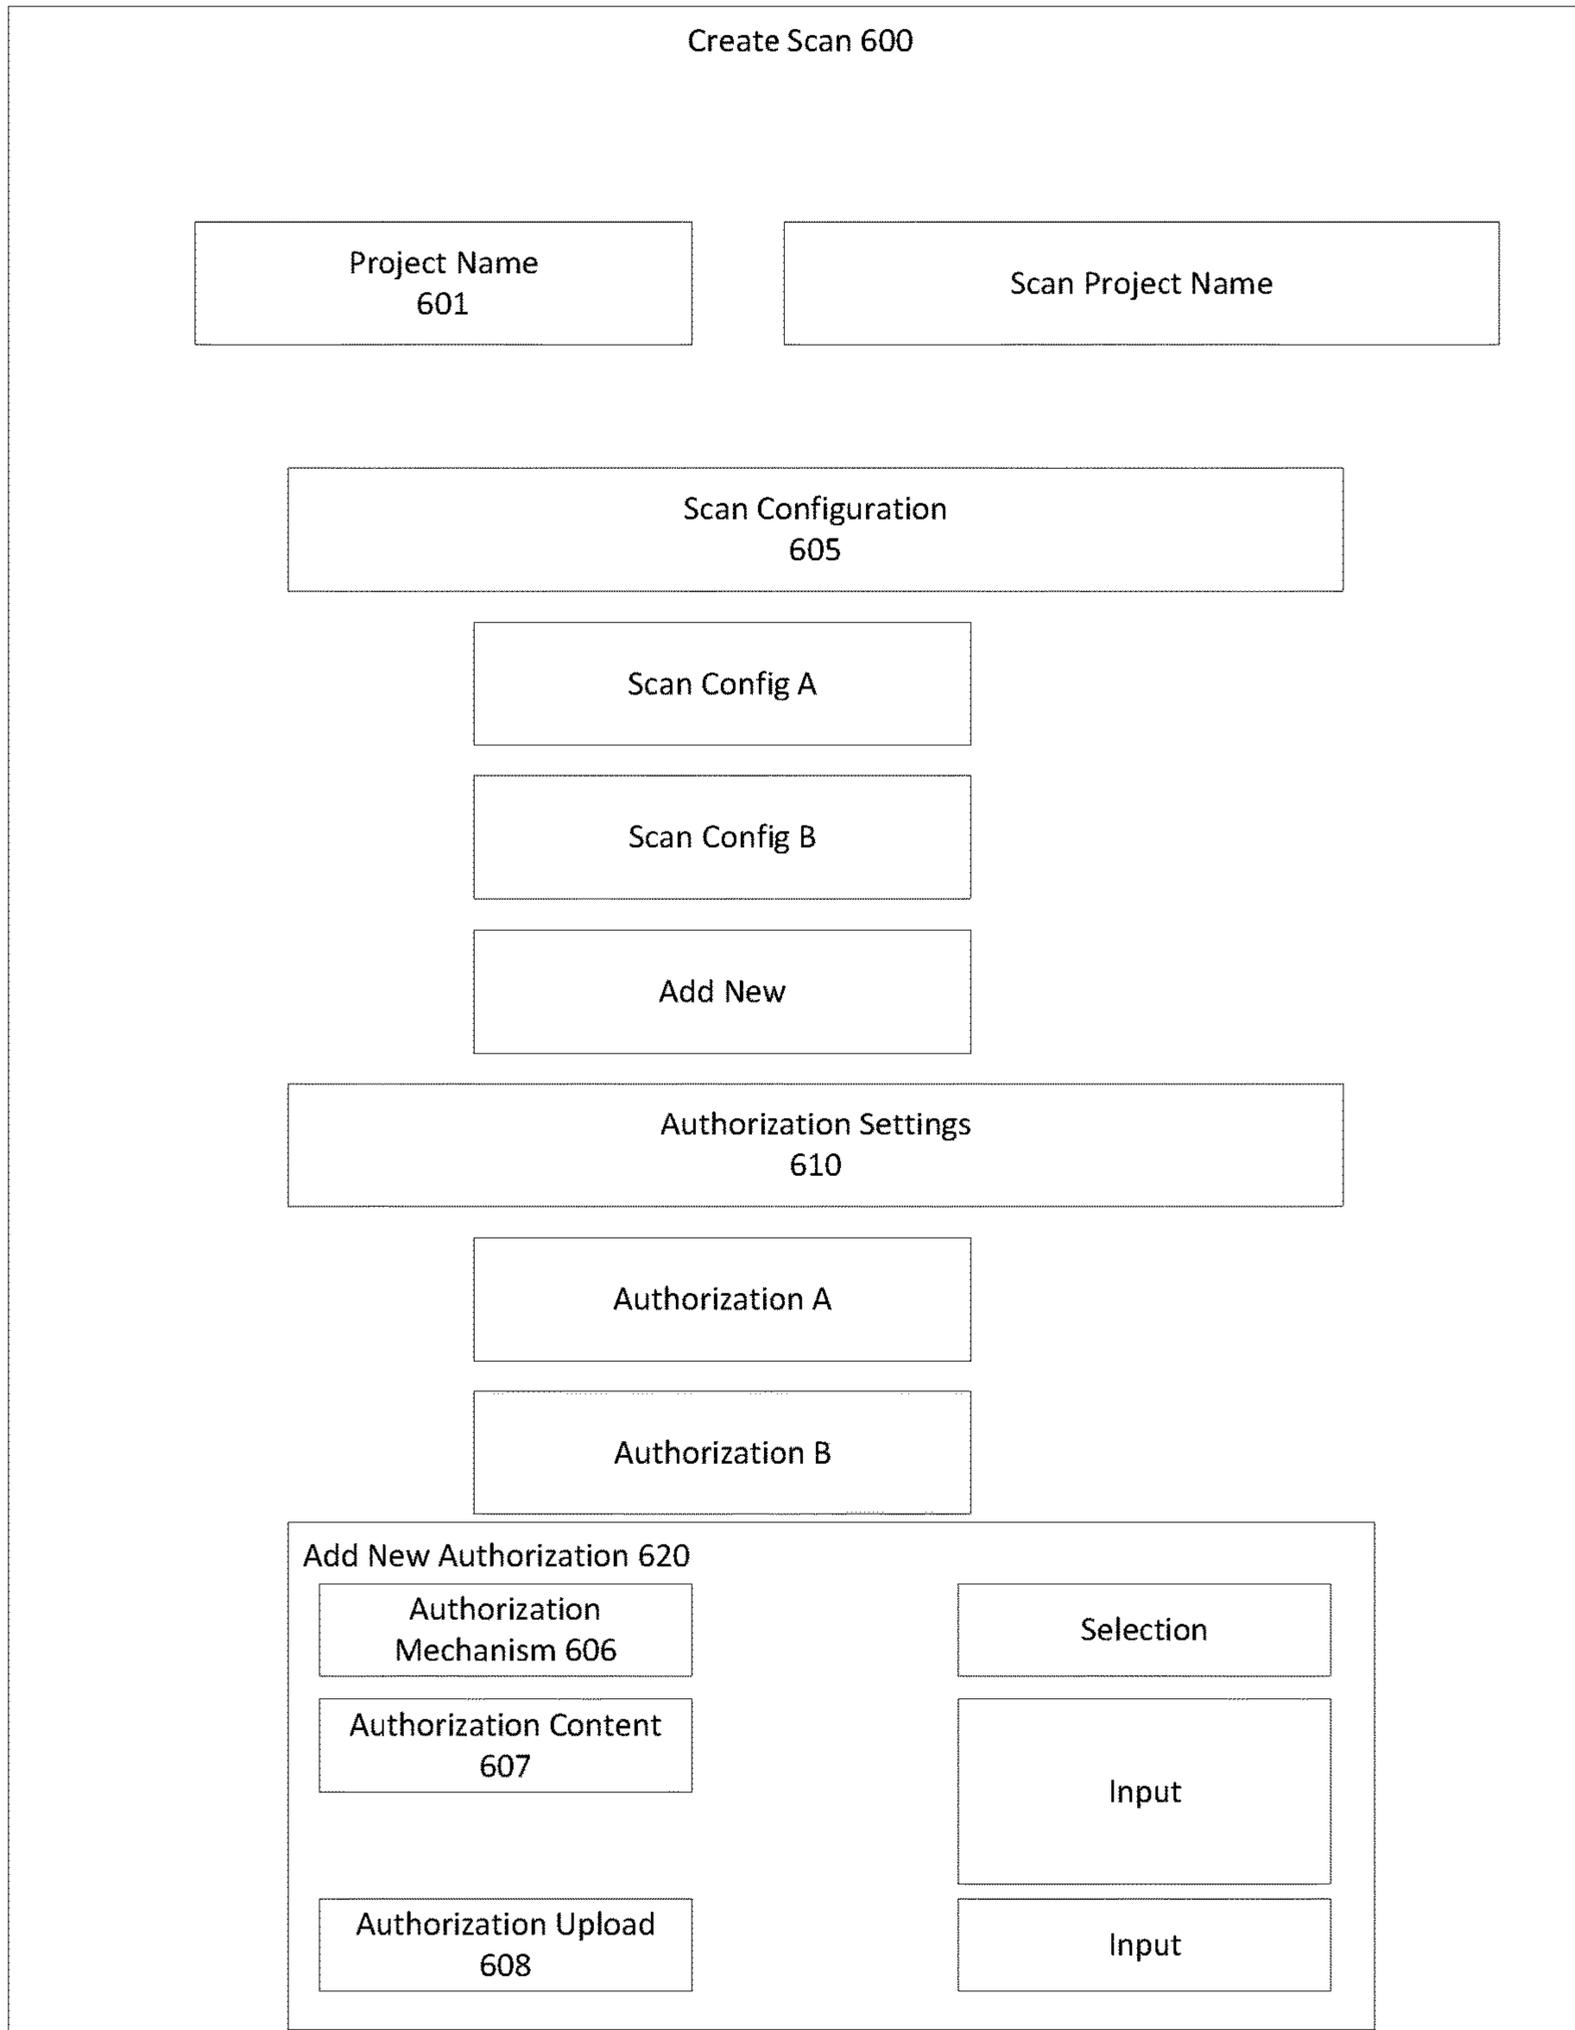 Create Scan 600
Project Name
601
Scan Project Name
Scan Configuration
605
Scan Config A
Scan Config B
Add New
Authorization Settings
610
Authorization A
Authorization B
Add New Authorization 620
Authorization
Mechanism 606
Selection
Authorization Content
607
Input
Authorization Upload
608
Input